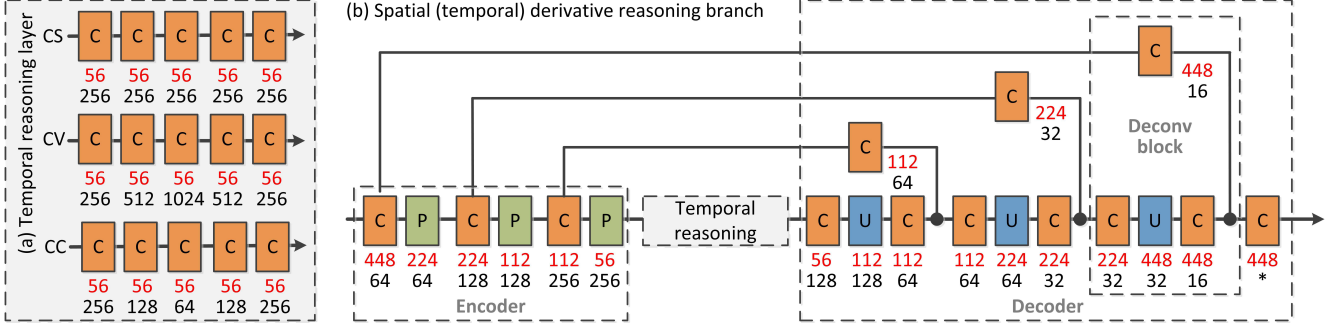 (a) Temporal reasoning layer
CS C C C C C
56 56 56 56 56
256 256 256 256 256
CV C C C C C
56 56 56 56 56
256 512 1024 512 256
CC C C C C C
56 56 56 56 56
256 128 64 128 256
(b) Spatial (temporal) derivative reasoning branch
C
448
16
C
224
32
Deconv
block
C
112
64
C P C P C P
448 224 224 112 112 56
64 64 128 128 256 256
Encoder
Temporal
reasoning
C U C C U C C U C C
56 112 112 112 224 224 224 448 448 448
128 128 64 64 64 32 32 32 16 *
Decoder